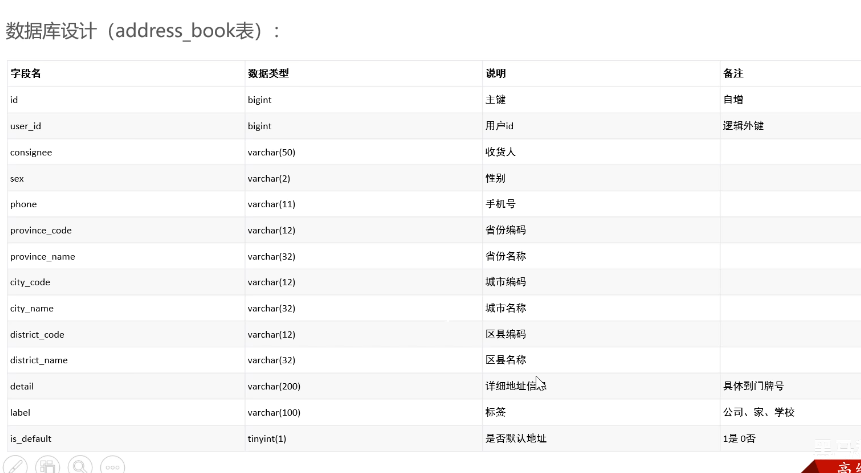 数据库设计（address_book表）：
字段名 数据类型 说明 备注
id bigint 主键 自增
user_id bigint 用户id 逻辑外键
consignee varchar(50) 收货人
sex varchar(2) 性别
phone varchar(11) 手机号
province_code varchar(12) 省份编码
province_name varchar(32) 省份名称
city_code varchar(12) 城市编码
city_name varchar(32) 城市名称
district_code varchar(12) 区县编码
district_name varchar(32) 区县名称
detail varchar(200) 详细地址信息 具体到门牌号
label varchar(100) 标签 公司、家、学校
is_default tinyint(1) 是否默认地址 1是 0否